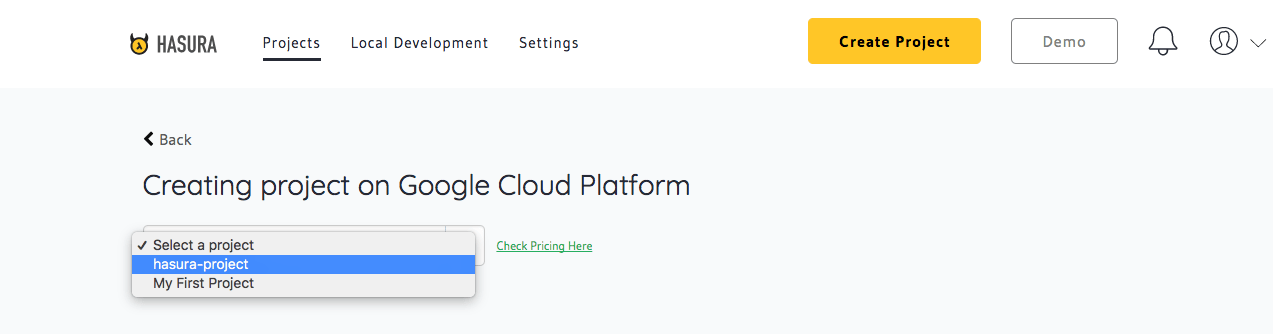 HASURA
Projects
Local Development
Settings
Create Project
Demo
Back
Creating project on Google Cloud Platform
Select a project
hasura-project
My First Project
Check Pricing Here